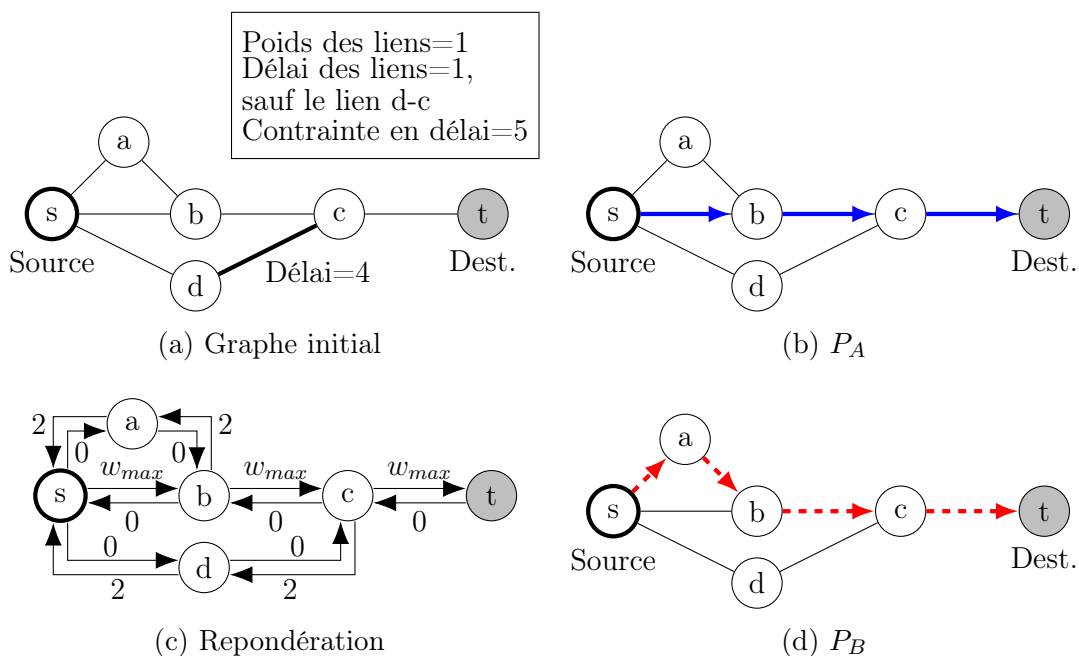 Poids des liens=1
Délai des liens=1,
sauf le lien d-c
Contrainte en délai=5
a
s
b
c
t
Source
d
Délai=4
Dest.
(a) Graphe initial
a
s
b
c
t
Source
d
Dest.
(b) P_A
2
a
2
0
0
w_max
w_max
w_max
s
b
c
t
0
0
0
0
0
d
2
2
(c) Repondération
a
s
b
c
t
Source
d
Dest.
(d) P_B